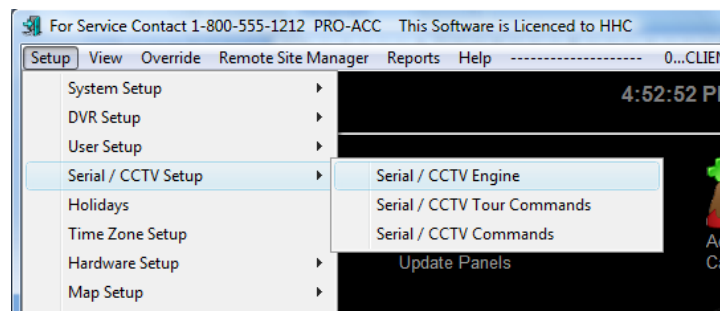 For Service Contact 1-800-555-1212 PRO-ACC This Software is Licenced to HHC
Setup View Override Remote Site Manager Reports Help -------------------- 0...CLIEN
System Setup
4:52:52 P
DVR Setup
User Setup
Serial / CCTV Setup
Serial / CCTV Engine
Holidays
Serial / CCTV Tour Commands
Time Zone Setup
Serial / CCTV Commands
Hardware Setup
Update Panels
Map Setup